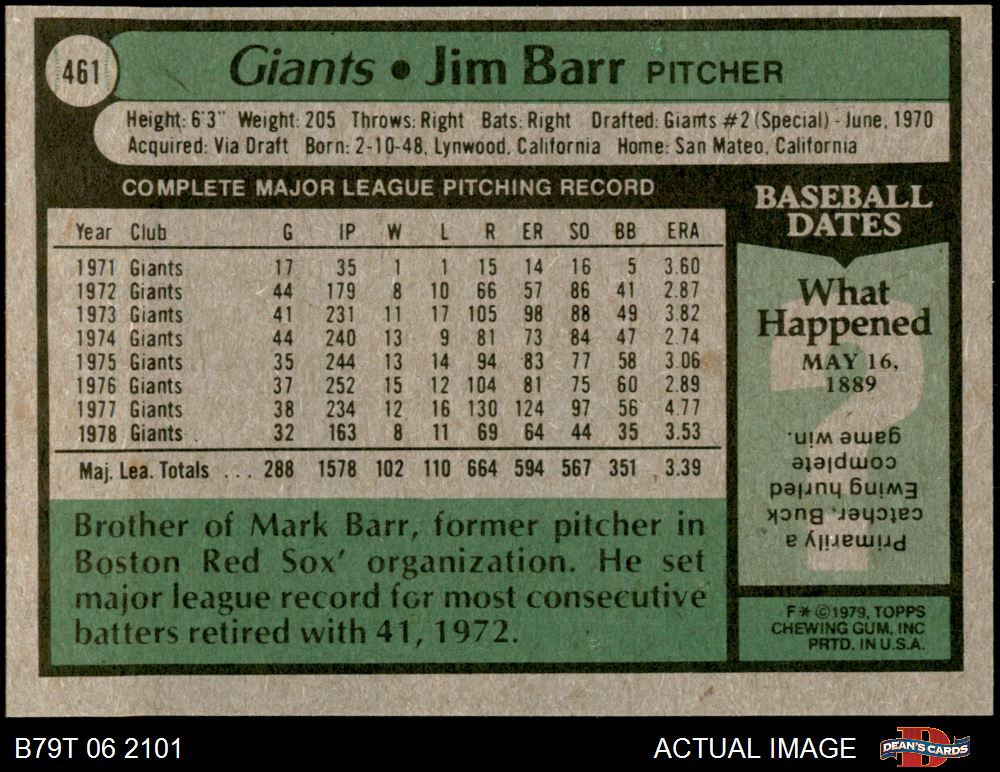 461
Giants • Jim Barr PITCHER
Height: 6'3" Weight: 205 Throws: Right Bats: Right Drafted: Giants #2 (Special) - June, 1970
Acquired: Via Draft Born: 2-10-48, Lynwood, California Home: San Mateo, California
COMPLETE MAJOR LEAGUE PITCHING RECORD
Year Club G IP W L R ER SO BB ERA
1971 Giants 17 35 1 1 15 14 16 5 3.60
1972 Giants 44 179 8 10 66 57 86 41 2.87
1973 Giants 41 231 11 17 105 98 88 49 3.82
1974 Giants 44 240 13 9 81 73 84 47 2.74
1975 Giants 35 244 13 14 94 83 77 58 3.06
1976 Giants 37 252 15 12 104 81 75 60 2.89
1977 Giants 38 234 12 16 130 124 97 56 4.77
1978 Giants 32 163 8 11 69 64 44 35 3.53
Maj. Lea. Totals ... 288 1578 102 110 664 594 567 351 3.39
Brother of Mark Barr, former pitcher in
Boston Red Sox' organization. He set
major league record for most consecutive
batters retired with 41, 1972.
BASEBALL
DATES
What
Happened
MAY 16,
1889
?
Primarily a
catcher, Buck
Ewing hurled
complete
game win.
F * © 1979, TOPPS
CHEWING GUM, INC
PRTD. IN U.S.A.
B79T 06 2101
ACTUAL IMAGE
D
DEAN'S CARDS